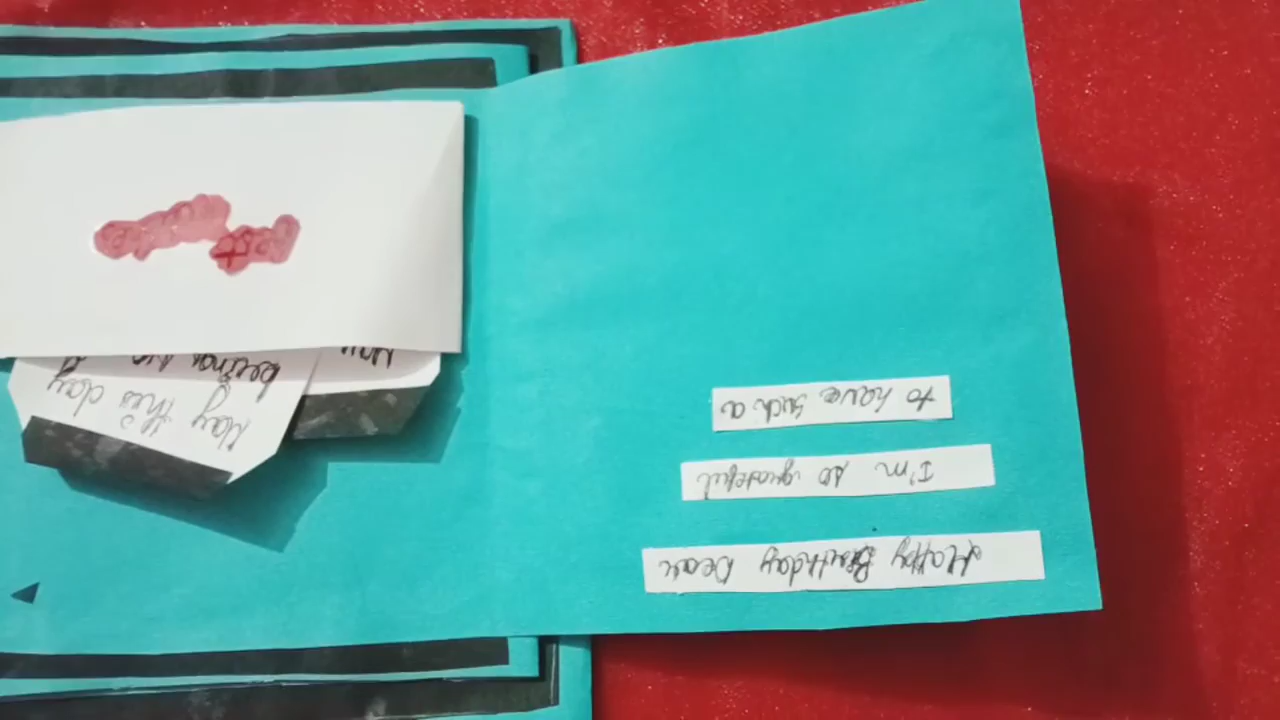 Happy Birthday Dear
I'm so grateful
to have such a
May this day